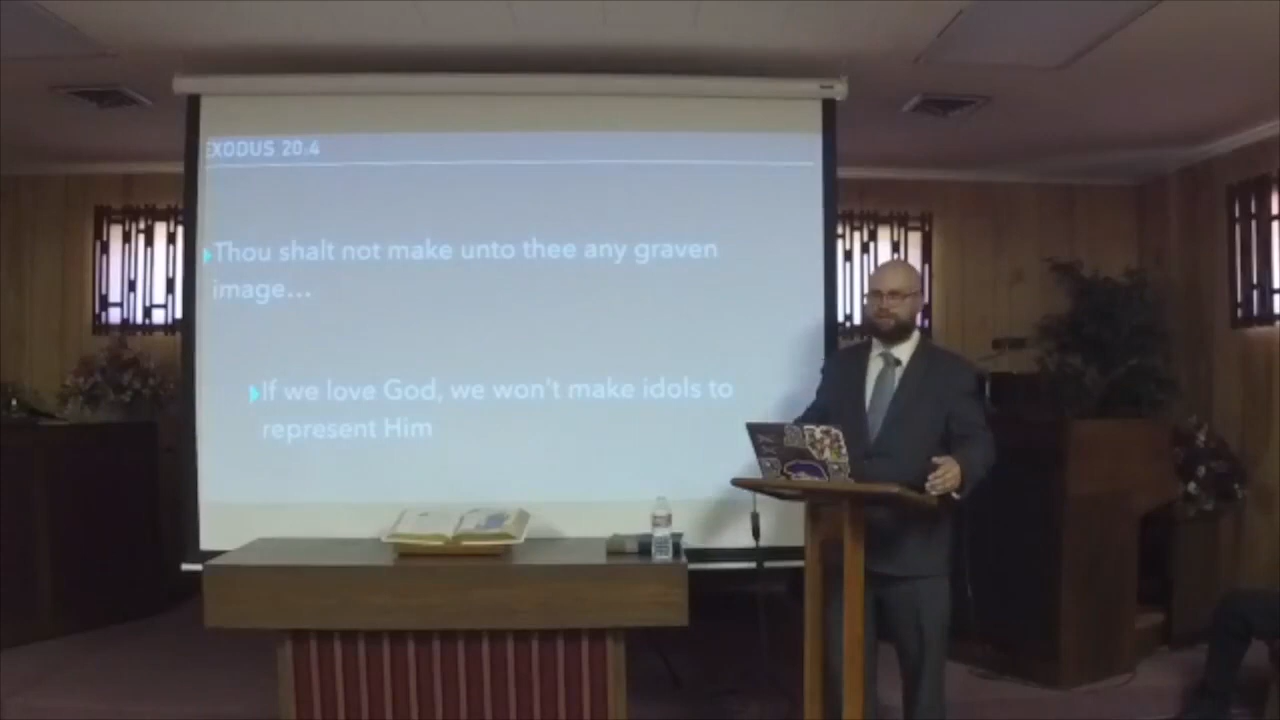 EXODUS 20:4
Thou shalt not make unto thee any graven
image...
If we love God, we won't make idols to
represent Him